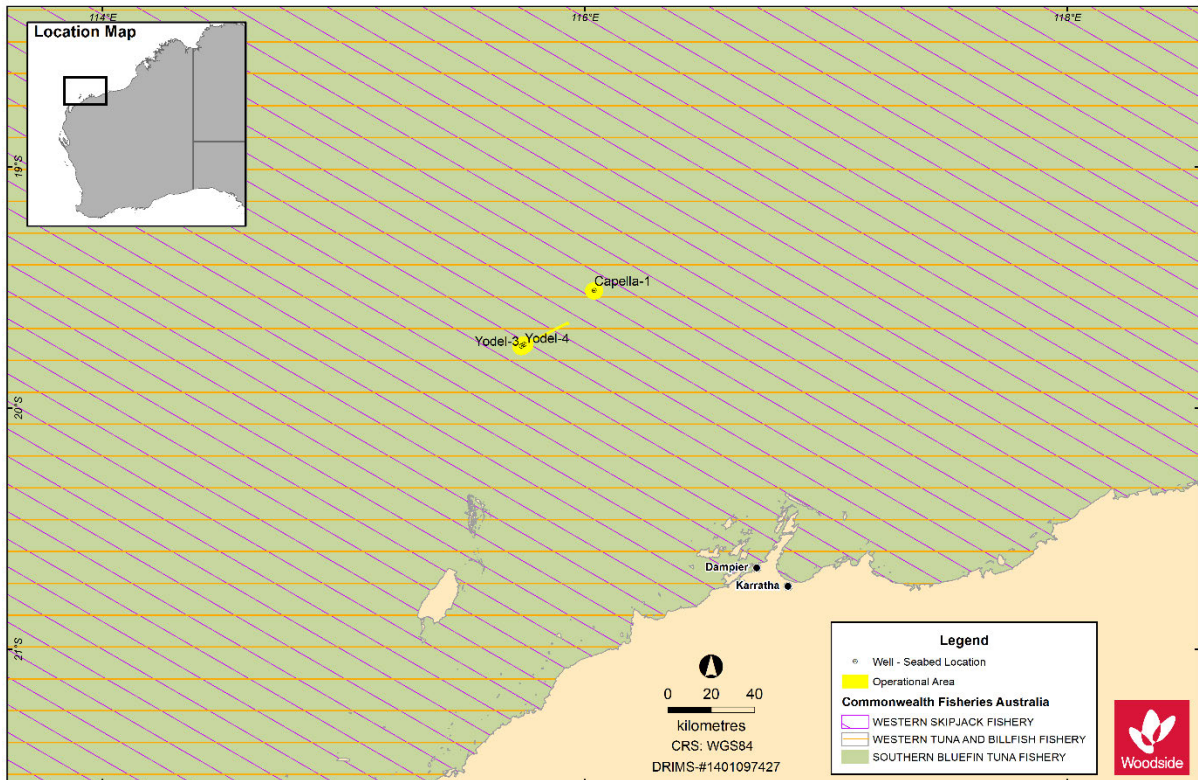 114°E
116°E
118°E
Location Map
19°S
Capella-1
Yodel-3
Yodel-4
20°S
Dampier
Karratha
21°S
0 20 40
kilometres
CRS: WGS84
DRIMS-#1401097427
Legend
Well - Seabed Location
Operational Area
Commonwealth Fisheries Australia
WESTERN SKIPJACK FISHERY
WESTERN TUNA AND BILLFISH FISHERY
SOUTHERN BLUEFIN TUNA FISHERY
Woodside